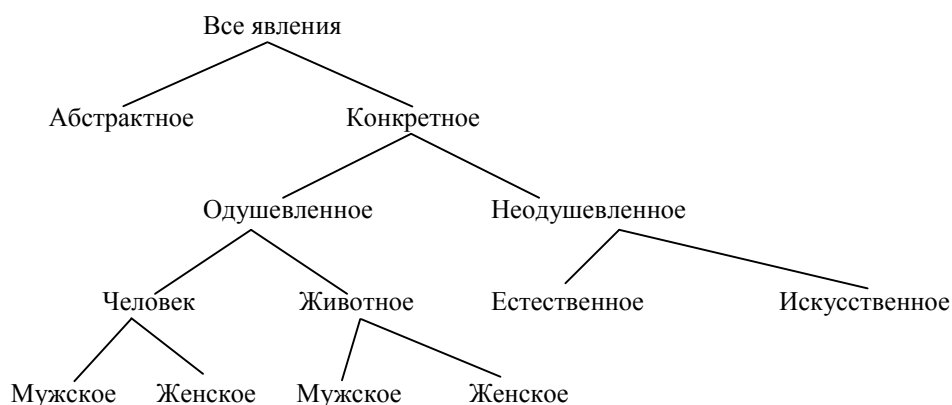 Все явления
Абстрактное Конкретное
Одушевленное Неодушевленное
Человек Животное Естественное Искусственное
Мужское Женское Мужское Женское